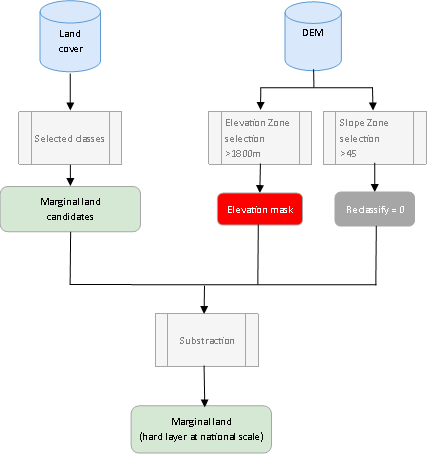 Land
cover
DEM
Selected classes
Elevation Zone
selection
>1800m
Slope Zone
selection
>45
Marginal land
candidates
Elevation mask
Reclassify = 0
Substraction
Marginal land
(hard layer at national scale)